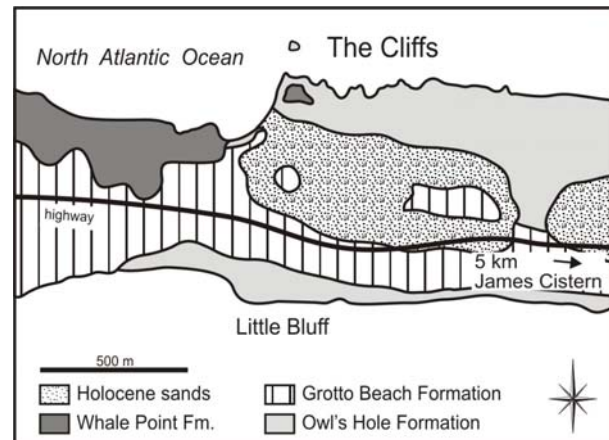 North Atlantic Ocean
The Cliffs
highway
5 km
James Cistern
Little Bluff
500 m
Holocene sands
Grotto Beach Formation
Whale Point Fm.
Owl's Hole Formation